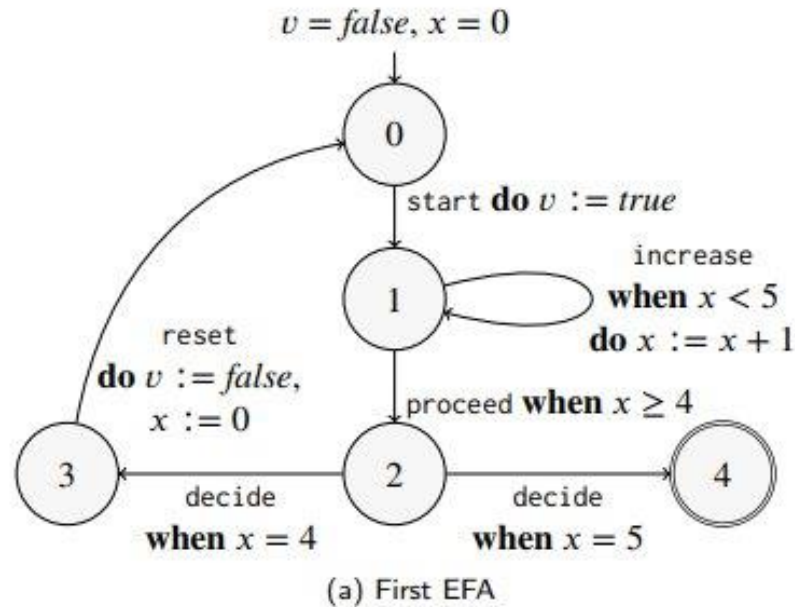 v = false, x = 0
0
start do v := true
1
increase
when x < 5
do x := x + 1
reset
do v := false,
x := 0
proceed when x ≥ 4
3
2
4
decide
when x = 4
decide
when x = 5
(a) First EFA